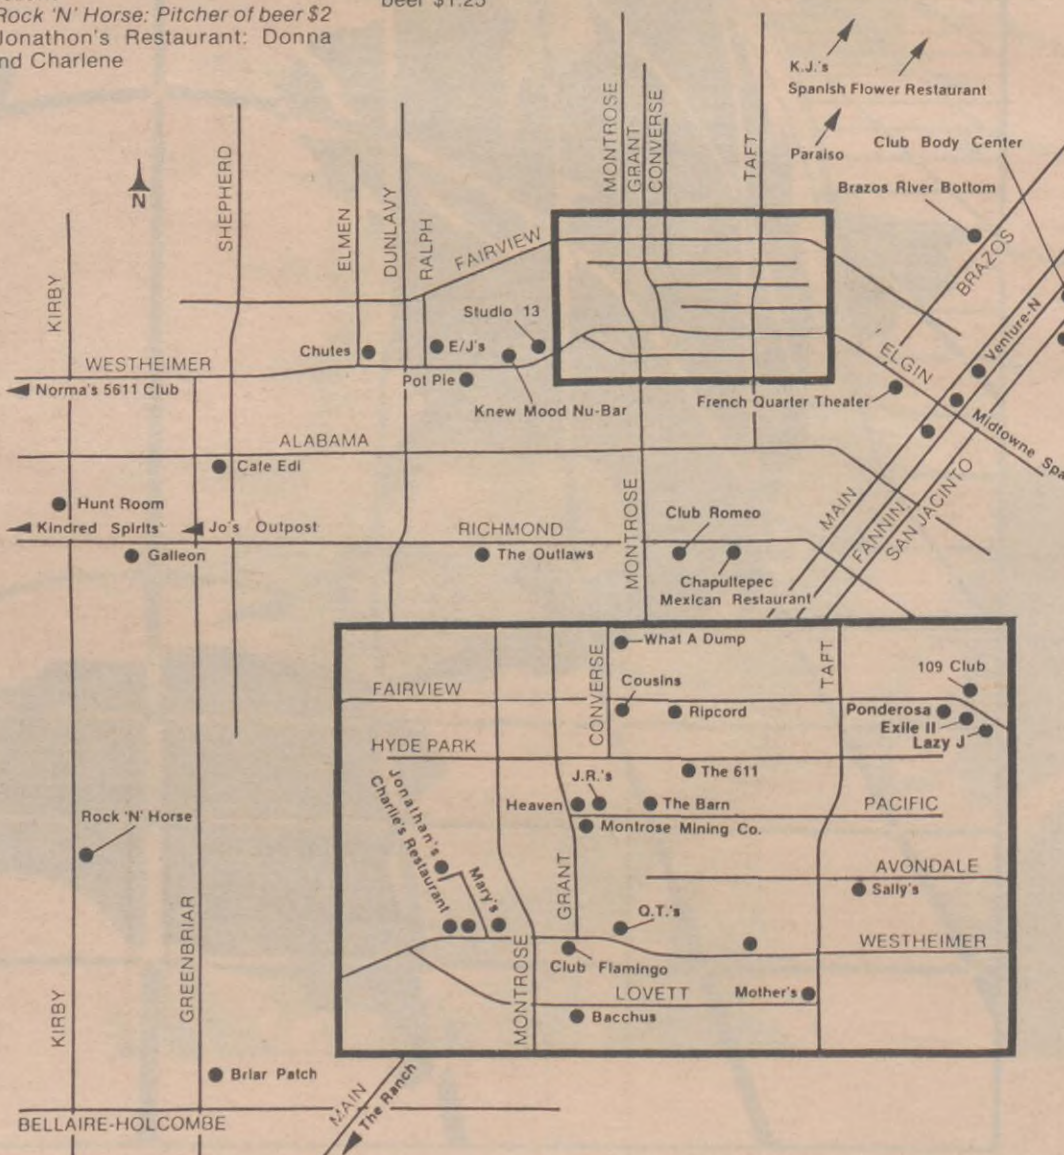 Rock 'N' Horse: Pitcher of beer $2
Jonathon's Restaurant: Donna
nd Charlene
beer $1.25
K.J.'s
Spanish Flower Restaurant
Paraiso
Club Body Center
Brazos River Bottom
N
KIRBY
SHEPHERD
ELMEN
DUNLAVY
RALPH
FAIRVIEW
MONTROSE
GRANT
CONVERSE
TAFT
BRAZOS
Venture-N
Studio 13
Chutes
E/J's
WESTHEIMER
Norma's 5611 Club
Pot Pie
Knew Mood Nu-Bar
ELGIN
French Quarter Theater
Midtowne Spa
ALABAMA
Cafe Edi
Hunt Room
Kindred Spirits
Jo's Outpost
RICHMOND
Galleon
The Outlaws
MONTROSE
Club Romeo
Chapultepec
Mexican Restaurant
MAIN
FANNIN
SAN JACINTO
What A Dump
CONVERSE
TAFT
109 Club
FAIRVIEW
Cousins
Ripcord
Ponderosa
Exile II
Lazy J
HYDE PARK
The 611
J.R.'s
Heaven
The Barn
PACIFIC
Montrose Mining Co.
Jonathan's
Charlie's Restaurant
Mary's
GRANT
AVONDALE
Sally's
Q.T.'s
WESTHEIMER
Club Flamingo
MONTROSE
LOVETT
Mother's
Bacchus
Rock 'N' Horse
GREENBRIAR
KIRBY
Briar Patch
MAIN
The Ranch
BELLAIRE-HOLCOMBE